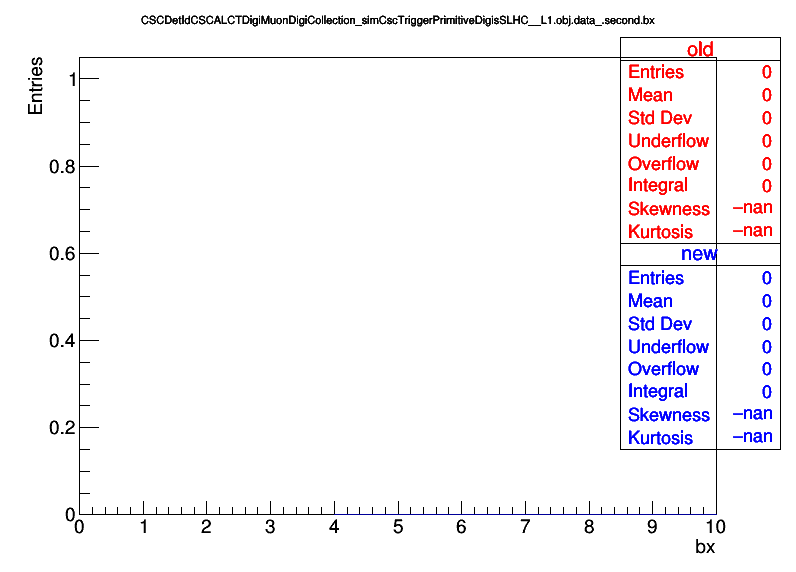 CSCDetIdCSCALCTDigiMuonDigiCollection_simCscTriggerPrimitiveDigisSLHC__L1.obj.data_.second.bx
Entries
1
0.8
0.6
0.4
0.2
0
0 1 2 3 4 5 6 7 8 9 10
bx
old
Entries 0
Mean 0
Std Dev 0
Underflow 0
Overflow 0
Integral 0
Skewness −nan
Kurtosis −nan
new
Entries 0
Mean 0
Std Dev 0
Underflow 0
Overflow 0
Integral 0
Skewness −nan
Kurtosis −nan